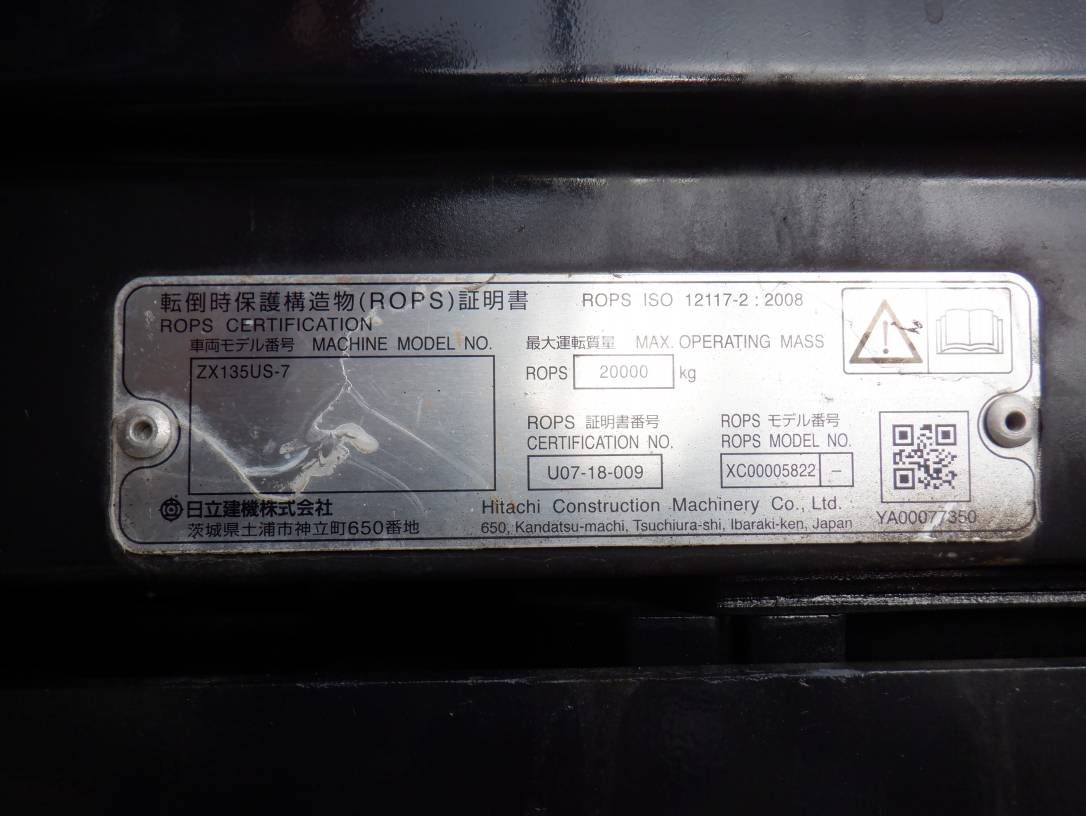 転倒時保護構造物(ROPS)証明書 ROPS ISO 12117-2 : 2008
ROPS CERTIFICATION
車両モデル番号 MACHINE MODEL NO. 最大運転質量 MAX. OPERATING MASS
ZX135US-7
ROPS 20000 kg
ROPS 証明書番号 ROPS モデル番号
CERTIFICATION NO. ROPS MODEL NO.
U07-18-009 XC00005822 -
日立建機株式会社 Hitachi Construction Machinery Co., Ltd.
茨城県土浦市神立町650番地 650, Kandatsu-machi, Tsuchiura-shi, Ibaraki-ken, Japan YA00077350